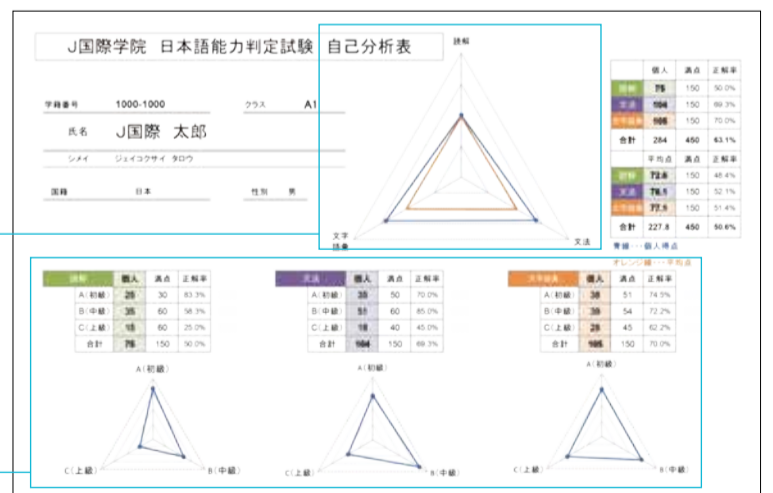 J国際学院 日本語能力判定試験 自己分析表
学籍番号 1000-1000 クラス A1
氏名 J国際 太郎
シメイ ジェイコクサイ タロウ
国籍 日本 性別 男
読解
文字
語彙
文法
個人 満点 正解率
読解 75 150 50.0%
文法 104 150 69.3%
文字語彙 105 150 70.0%
合計 284 450 63.1%
平均点 満点 正解率
読解 72.6 150 48.4%
文法 78.1 150 52.1%
文字語彙 77.1 150 51.4%
合計 227.8 450 50.6%
青線・・・個人得点
オレンジ線・・・平均点
読解 個人 満点 正解率
A(初級) 25 30 83.3%
B(中級) 35 60 58.3%
C(上級) 15 60 25.0%
合計 75 150 50.0%
A(初級)
C(上級) B(中級)
文法 個人 満点 正解率
A(初級) 35 50 70.0%
B(中級) 51 60 85.0%
C(上級) 18 40 45.0%
合計 104 150 69.3%
A(初級)
C(上級) B(中級)
文字語彙 個人 満点 正解率
A(初級) 38 51 74.5%
B(中級) 39 54 72.2%
C(上級) 28 45 62.2%
合計 105 150 70.0%
A(初級)
C(上級) B(中級)